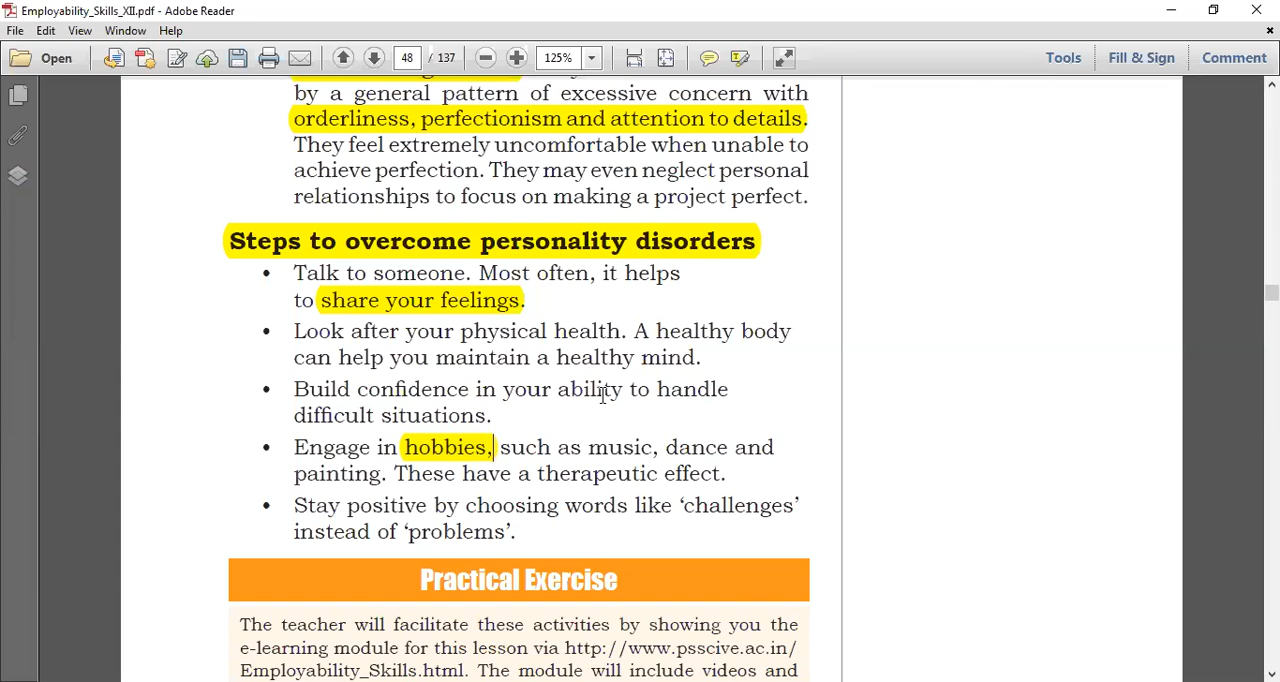 Employability_Skills_XII.pdf - Adobe Reader
File Edit View Window Help
Open 48 / 137 125% Tools Fill & Sign Comment
by a general pattern of excessive concern with
orderliness, perfectionism and attention to details.
They feel extremely uncomfortable when unable to
achieve perfection. They may even neglect personal
relationships to focus on making a project perfect.
Steps to overcome personality disorders
• Talk to someone. Most often, it helps
to share your feelings.
• Look after your physical health. A healthy body
can help you maintain a healthy mind.
• Build confidence in your ability to handle
difficult situations.
• Engage in hobbies, such as music, dance and
painting. These have a therapeutic effect.
• Stay positive by choosing words like ‘challenges’
instead of ‘problems’.
Practical Exercise
The teacher will facilitate these activities by showing you the
e-learning module for this lesson via http://www.psscive.ac.in/
Employability_Skills.html. The module will include videos and